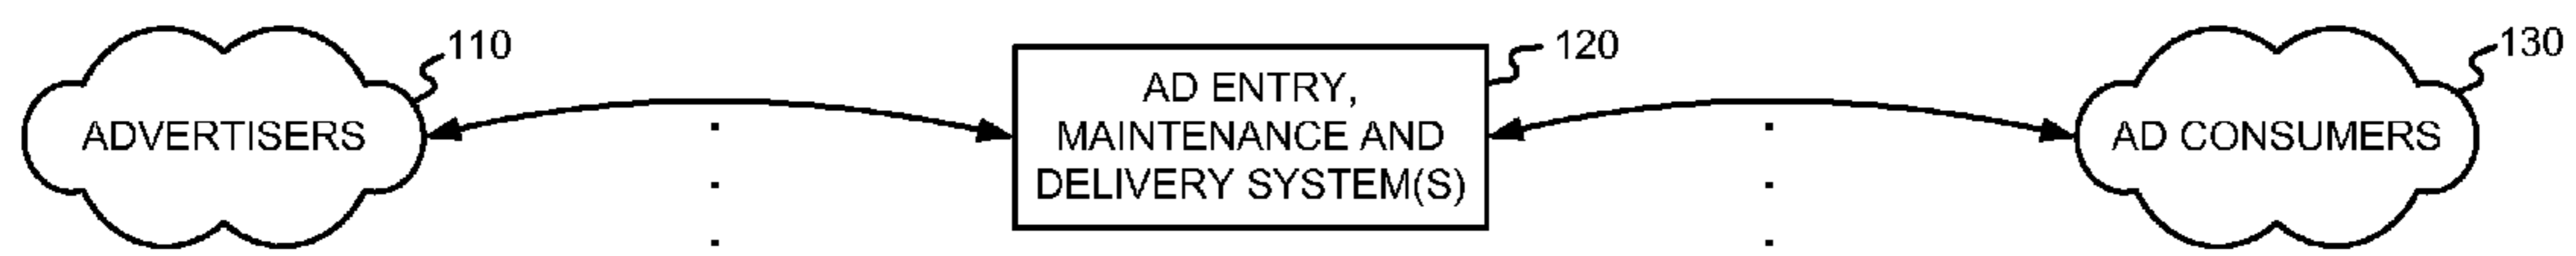 110
ADVERTISERS
120
AD ENTRY,
MAINTENANCE AND
DELIVERY SYSTEM(S)
130
AD CONSUMERS